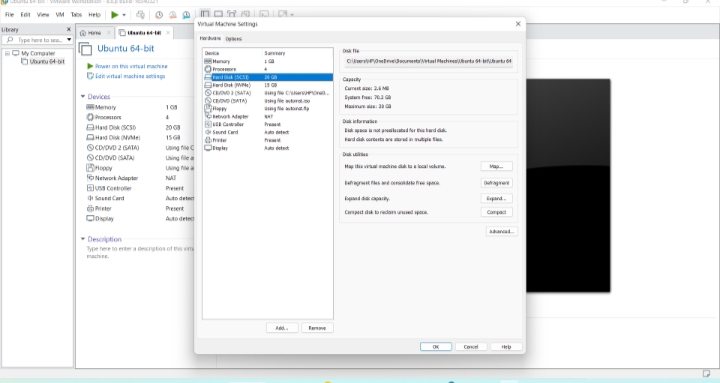 File Edit View VM Tabs Help
Library
Type here to sea...
My Computer
Ubuntu 64-bit
Home
Ubuntu 64-bit
Ubuntu 64-bit
Power on this virtual machine
Edit virtual machine settings
Devices
Memory 1 GB
Processors 4
Hard Disk (SCSI) 20 GB
Hard Disk (NVMe) 15 GB
CD/DVD 2 (SATA) Using file C
CD/DVD (SATA) Using file a
Floppy Using file a
Network Adapter NAT
USB Controller Present
Sound Card Auto detect
Printer Present
Display Auto detect
Description
Type here to enter a description of this virtu
machine.
Virtual Machine Settings
Hardware Options
Device Summary
Memory 1 GB
Processors 4
Hard Disk (SCSI) 20 GB
Hard Disk (NVMe) 15 GB
CD/DVD 2 (SATA) Using file C:\Users\HP\OneD...
CD/DVD (SATA) Using file autoinst.iso
Floppy Using file autoinst.flp
Network Adapter NAT
USB Controller Present
Sound Card Auto detect
Printer Present
Display Auto detect
Add... Remove
Disk file
C:\Users\HP\OneDrive\Documents\Virtual Machines\Ubuntu 64-bit\Ubuntu 64
Capacity
Current size: 2.6 MB
System free: 70.2 GB
Maximum size: 20 GB
Disk information
Disk space is not preallocated for this hard disk.
Hard disk contents are stored in multiple files.
Disk utilities
Map this virtual machine disk to a local volume. Map...
Defragment files and consolidate free space. Defragment
Expand disk capacity. Expand...
Compact disk to reclaim unused space. Compact
Advanced...
OK Cancel Help